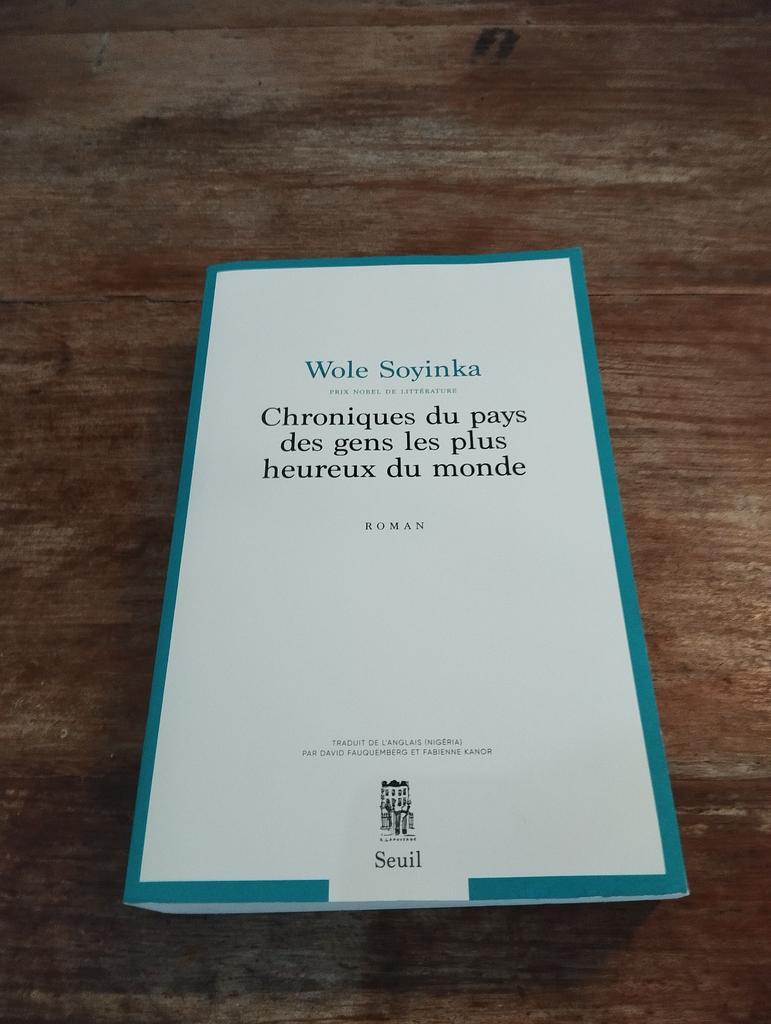 Wole Soyinka
PRIX NOBEL DE LITTÉRATURE
Chroniques du pays
des gens les plus
heureux du monde
ROMAN
TRADUIT DE L'ANGLAIS (NIGÉRIA)
PAR DAVID FAUQUEMBERG ET FABIENNE KANOR
Seuil